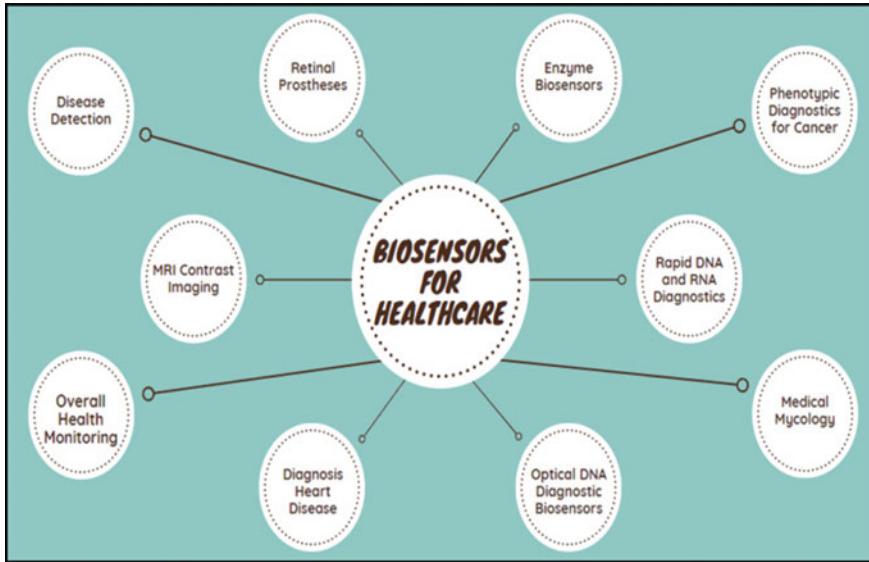 Disease
Detection
Retinal
Prostheses
Enzyme
Biosensors
Phenotypic
Diagnostics
for Cancer
MRI Contrast
Imaging
BIOSENSORS
FOR
HEALTHCARE
Rapid DNA
and RNA
Diagnostics
Overall
Health
Monitoring
Diagnosis
Heart
Disease
Optical DNA
Diagnostic
Biosensors
Medical
Mycology